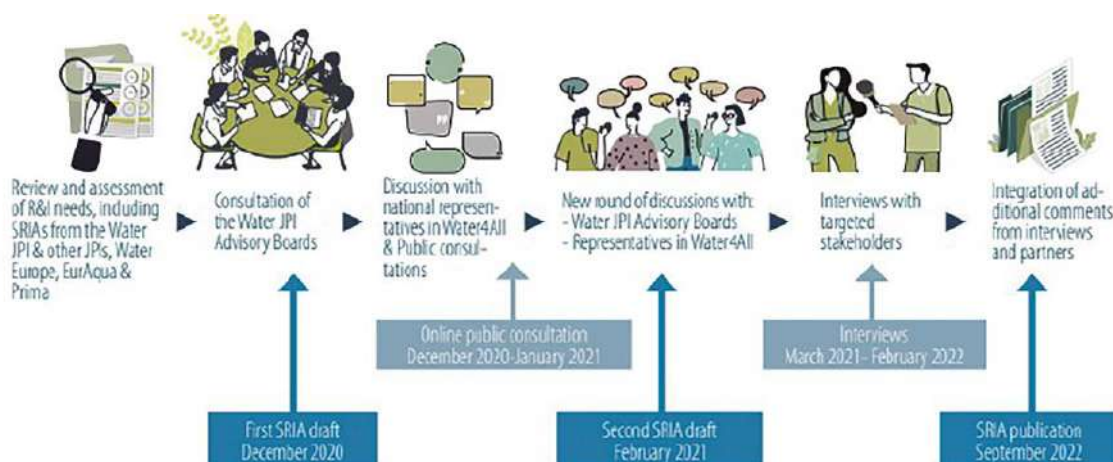 Review and assessment
of R&I needs, including
SRIAs from the Water
JPI & other JPIs, Water
Europe, EurAqua &
Prima
Consultation of
the Water JPI
Advisory Boards
Discussion with
national represen-
tatives in Water4All
& Public consul-
tations
New round of discussions with:
- Water JPI Advisory Boards
- Representatives in Water4All
Interviews with
targeted
stakeholders
Integration of ad-
ditional comments
from interviews
and partners
Online public consultation
December 2020-January 2021
Interviews
March 2021- February 2022
First SRIA draft
December 2020
Second SRIA draft
February 2021
SRIA publication
September 2022